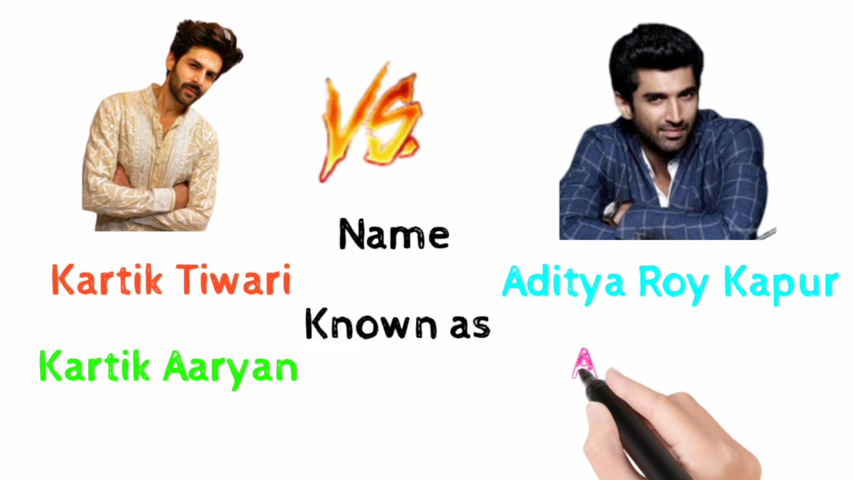 VS.
Name
Kartik Tiwari
Aditya Roy Kapur
Known as
Kartik Aaryan
A